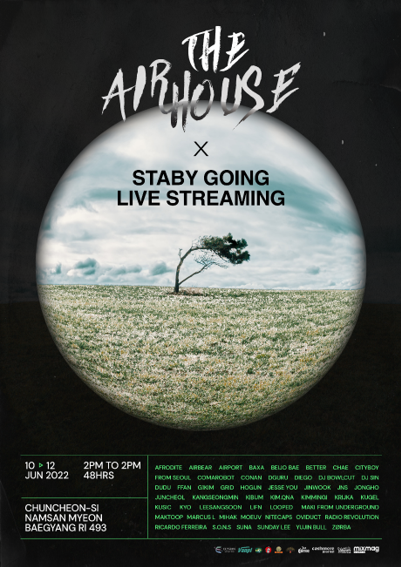 THE
AIR HOUSE
X
STABY GOING
LIVE STREAMING
10 ▷ 12
JUN 2022
2PM TO 2PM
48HRS
CHUNCHEON-SI
NAMSAN MYEON
BAEGYANG RI 493
AFRODITE AIRBEAR AIRPORT BAXA BEIJO BAE BETTER CHAE CITYBOY
FROM SEOUL COMAROBOT CONAN DGURU DIEGO DJ BOWLCUT DJ SIN
DUDU FFAN GIKIM GRID HOGUN JESSE YOU JINWOOK JNS JONGHO
JUNCHEOL KANGSEONGMIN KIBUM KIM QNA KIMMINGI KRUKA KUGEL
KUSIC KYO LEESANGSOON LIFN LOOPED MAKI FROM UNDERGROUND
MAKTOOP MARCUS L MIHAK MOEUV NITECAPS OVIDUCT RADIO REVOLUTION
RICARDO FERREIRA S.O.N.S SUNA SUNDAY LEE YUJIN BULL ZØRBA
mixmag